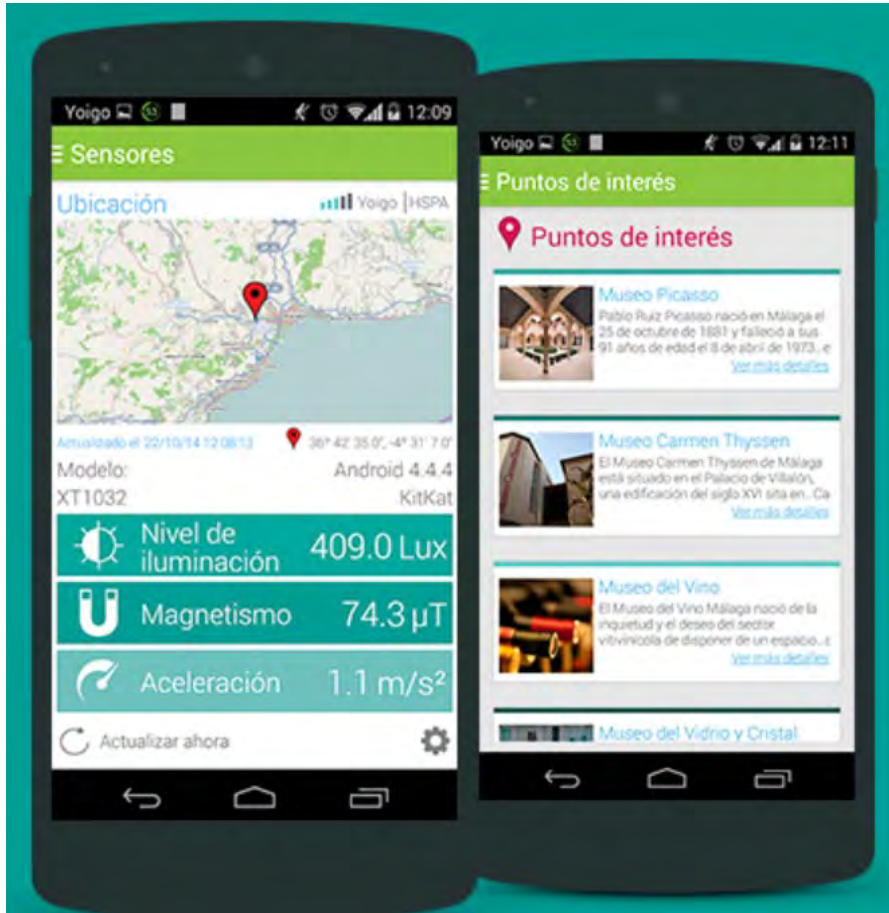 Yoigo 53 12:09
Sensores
Ubicación Yoigo |HSPA
Actualizado el 22/10/14 12:08:13 36º 42' 35.0", -4º 31' 7.0"
Modelo: Android 4.4.4
XT1032 KitKat
Nivel de
iluminación 409.0 Lux
Magnetismo 74.3 µT
Aceleración 1.1 m/s²
Actualizar ahora
Yoigo 53 12:11
Puntos de interés
Puntos de interés
Museo Picasso
Pablo Ruiz Picasso nació en Málaga el
25 de octubre de 1881 y falleció a sus
91 años de edad el 8 de abril de 1973.. e
Ver más detalles
Museo Carmen Thyssen
El Museo Carmen Thyssen de Málaga
está situado en el Palacio de Villalón,
una edificación del siglo XVI sita en.. Ca
Ver más detalles
Museo del Vino
El Museo del Vino Málaga nació de la
inquietud y el deseo del sector
vitivinícola de disponer de un espacio..
Ver más detalles
Museo del Vidrio y Cristal